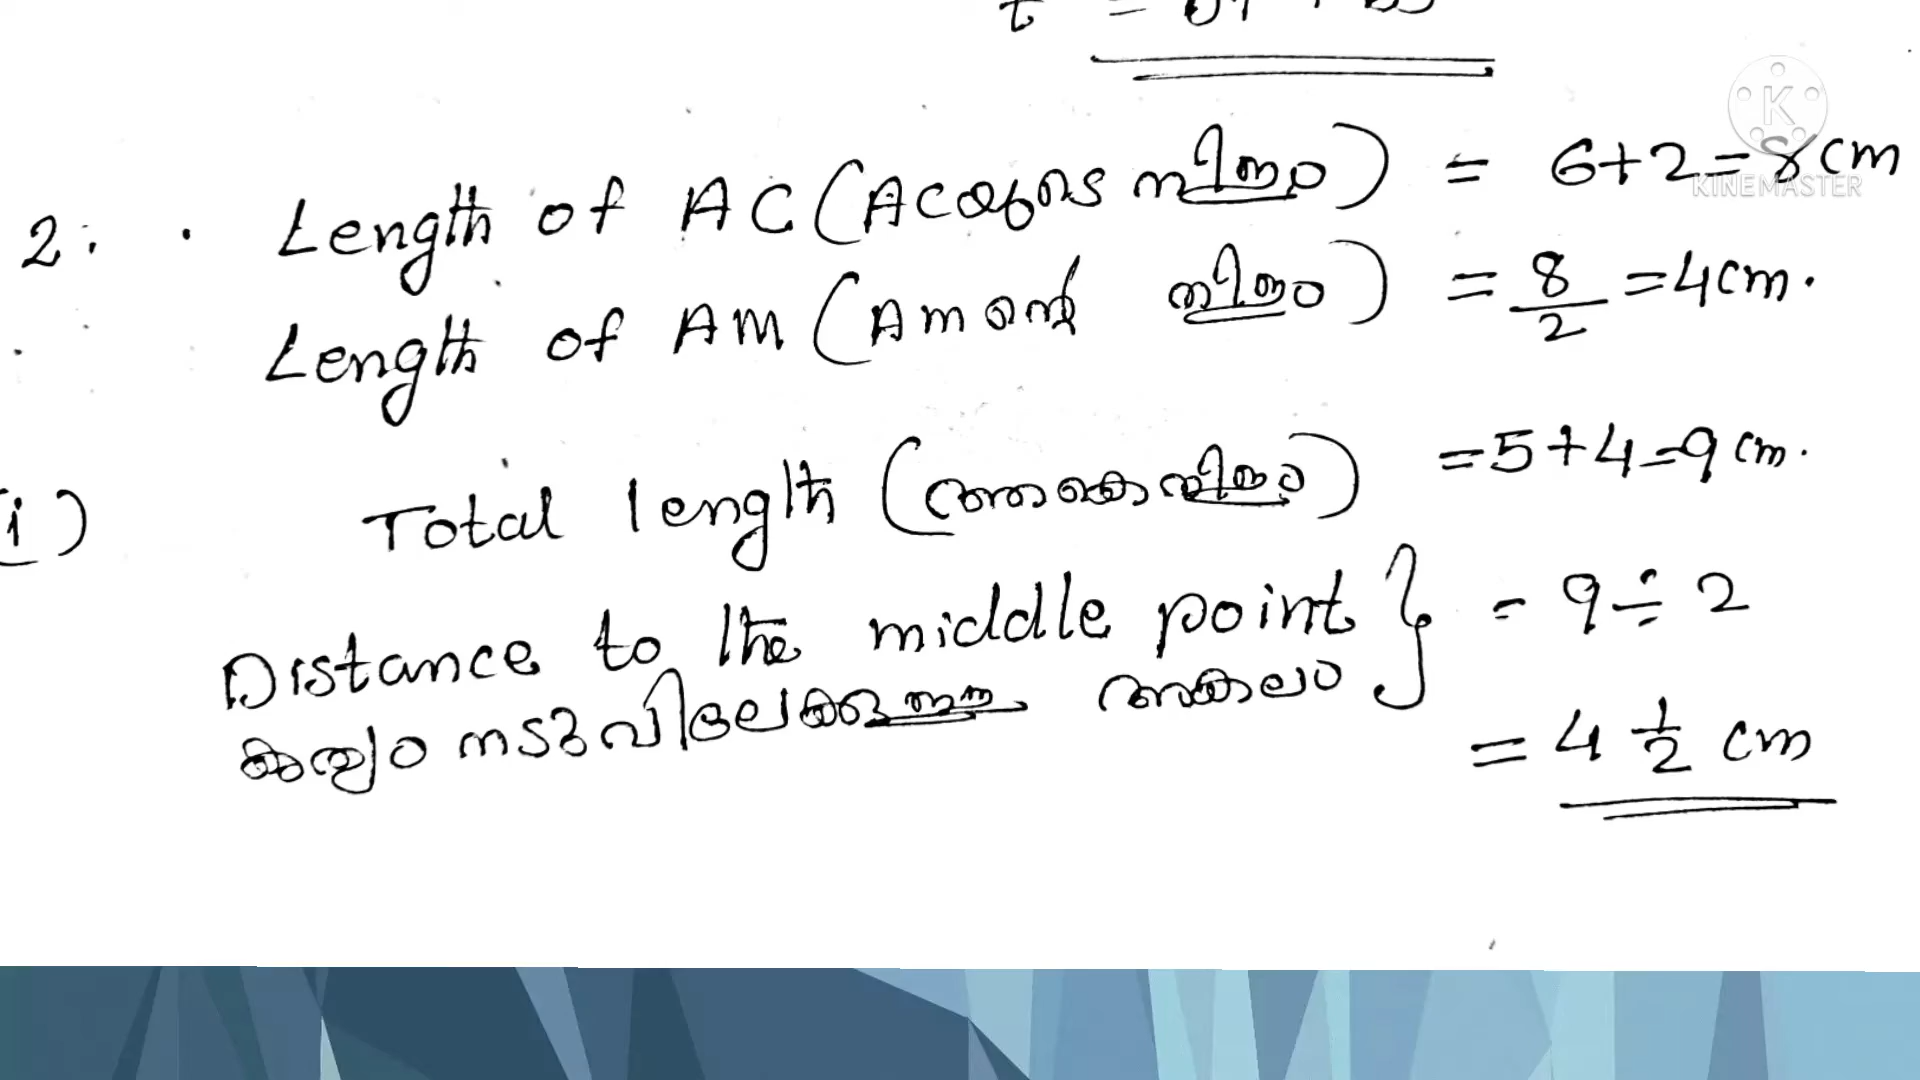 2. Length of AC (AC യുടെ നീളം) = 6+2=8cm
Length of AM (AM ന്റെ നീളം) = 8/2 =4cm.
i) Total length (ആകെ നീളം) =5+4=9 cm.
Distance to the middle point } = 9÷2
കൃത്യം നടുവിലേക്കുള്ള അകലം
= 4 1/2 cm
KINEMASTER